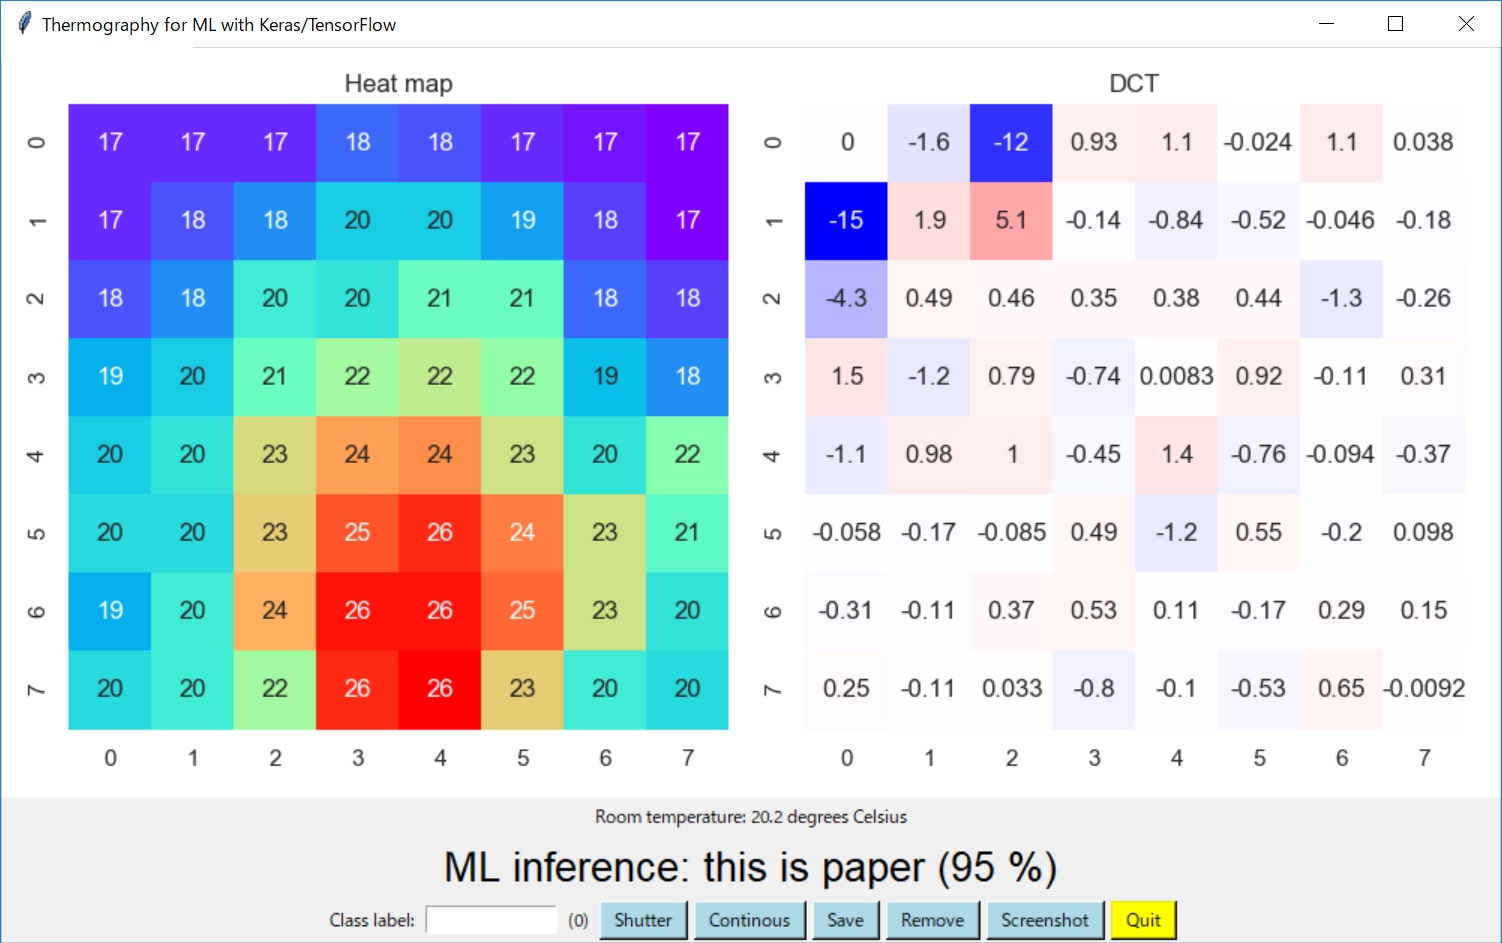 Thermography for ML with Keras/TensorFlow
Heat map
0 17 17 17 18 18 17 17 17
1 17 18 18 20 20 19 18 17
2 18 18 20 20 21 21 18 18
3 19 20 21 22 22 22 19 18
4 20 20 23 24 24 23 20 22
5 20 20 23 25 26 24 23 21
6 19 20 24 26 26 25 23 20
7 20 20 22 26 26 23 20 20
0 1 2 3 4 5 6 7
DCT
0 0 -1.6 -12 0.93 1.1 -0.024 1.1 0.038
1 -15 1.9 5.1 -0.14 -0.84 -0.52 -0.046 -0.18
2 -4.3 0.49 0.46 0.35 0.38 0.44 -1.3 -0.26
3 1.5 -1.2 0.79 -0.74 0.0083 0.92 -0.11 0.31
4 -1.1 0.98 1 -0.45 1.4 -0.76 -0.094 -0.37
5 -0.058 -0.17 -0.085 0.49 -1.2 0.55 -0.2 0.098
6 -0.31 -0.11 0.37 0.53 0.11 -0.17 0.29 0.15
7 0.25 -0.11 0.033 -0.8 -0.1 -0.53 0.65 -0.0092
0 1 2 3 4 5 6 7
Room temperature: 20.2 degrees Celsius
ML inference: this is paper (95 %)
Class label: (0) Shutter Continous Save Remove Screenshot Quit